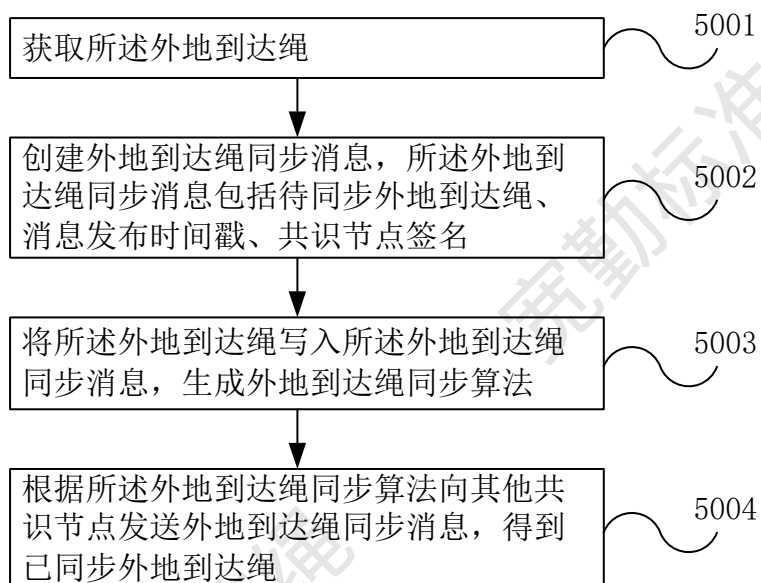 获取所述外地到达绳
5001
创建外地到达绳同步消息，所述外地到
达绳同步消息包括待同步外地到达绳、
消息发布时间戳、共识节点签名
5002
将所述外地到达绳写入所述外地到达绳
同步消息，生成外地到达绳同步算法
5003
根据所述外地到达绳同步算法向其他共
识节点发送外地到达绳同步消息，得到
已同步外地到达绳
5004
宽勤标准
绳